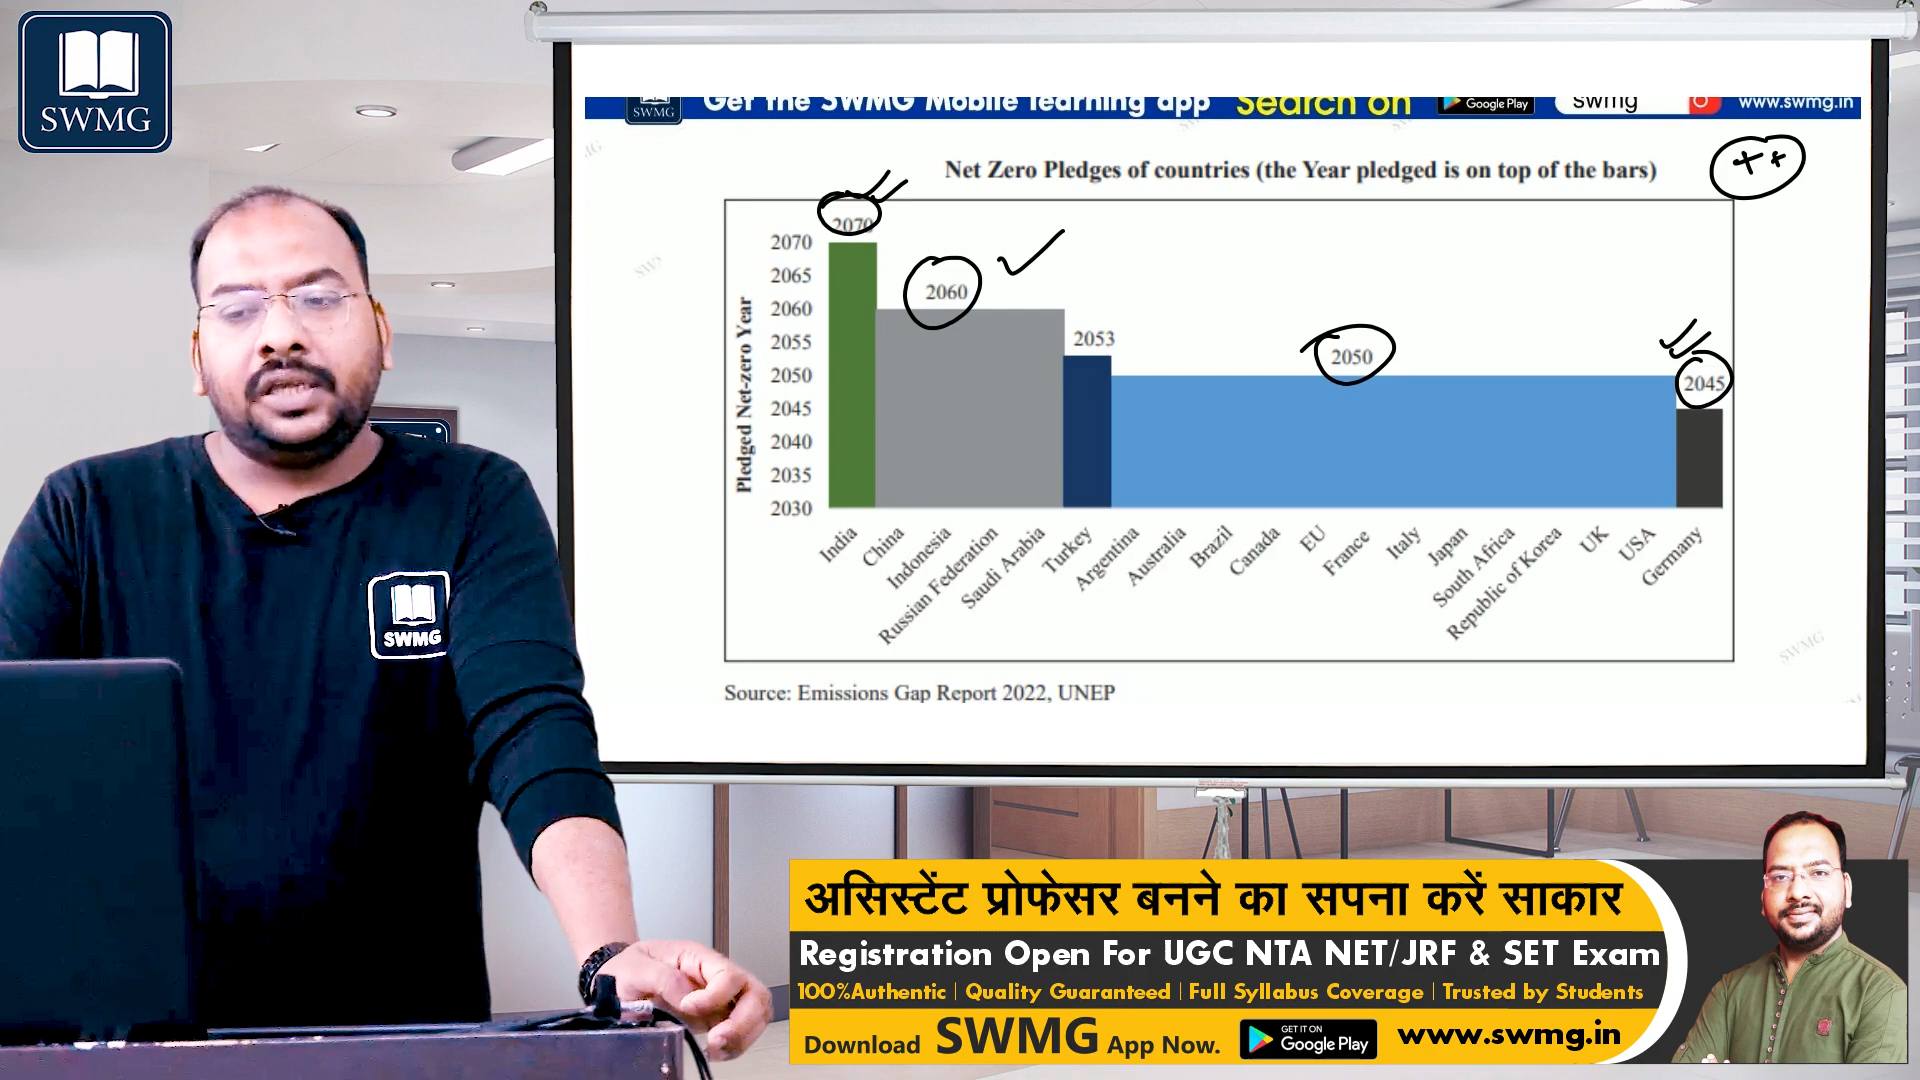 SWMG
Get the SWMG Mobile learning app Search on Google Play swmg www.swmg.in
SWMG
Net Zero Pledges of countries (the Year pledged is on top of the bars)
2070
2060
2053
2050
2045
Pledged Net-zero Year
2070
2065
2060
2055
2050
2045
2040
2035
2030
India
China
Indonesia
Russian Federation
Saudi Arabia
Turkey
Argentina
Australia
Brazil
Canada
EU
France
Italy
Japan
South Africa
Republic of Korea
UK
USA
Germany
Source: Emissions Gap Report 2022, UNEP
SWMG
SWMG
असिस्टेंट प्रोफेसर बनने का सपना करें साकार
Registration Open For UGC NTA NET/JRF & SET Exam
100%Authentic | Quality Guaranteed | Full Syllabus Coverage | Trusted by Students
Download SWMG App Now. GET IT ON Google Play www.swmg.in